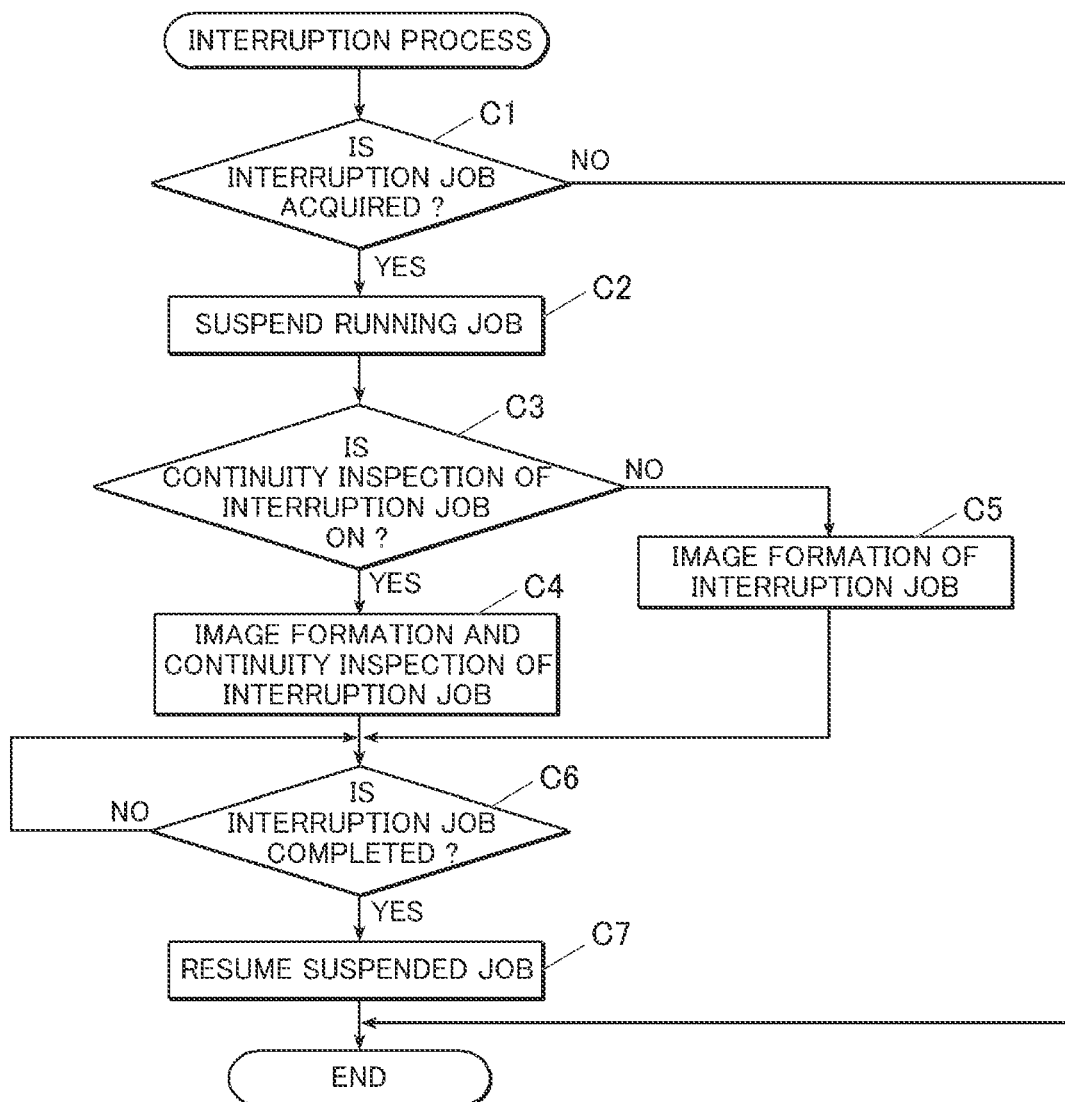 INTERRUPTION PROCESS
C1
IS
INTERRUPTION JOB
ACQUIRED ?
NO
YES
C2
SUSPEND RUNNING JOB
C3
IS
CONTINUITY INSPECTION OF
INTERRUPTION JOB
ON ?
NO
YES
C5
IMAGE FORMATION OF
INTERRUPTION JOB
C4
IMAGE FORMATION AND
CONTINUITY INSPECTION OF
INTERRUPTION JOB
C6
IS
INTERRUPTION JOB
COMPLETED ?
NO
YES
C7
RESUME SUSPENDED JOB
END